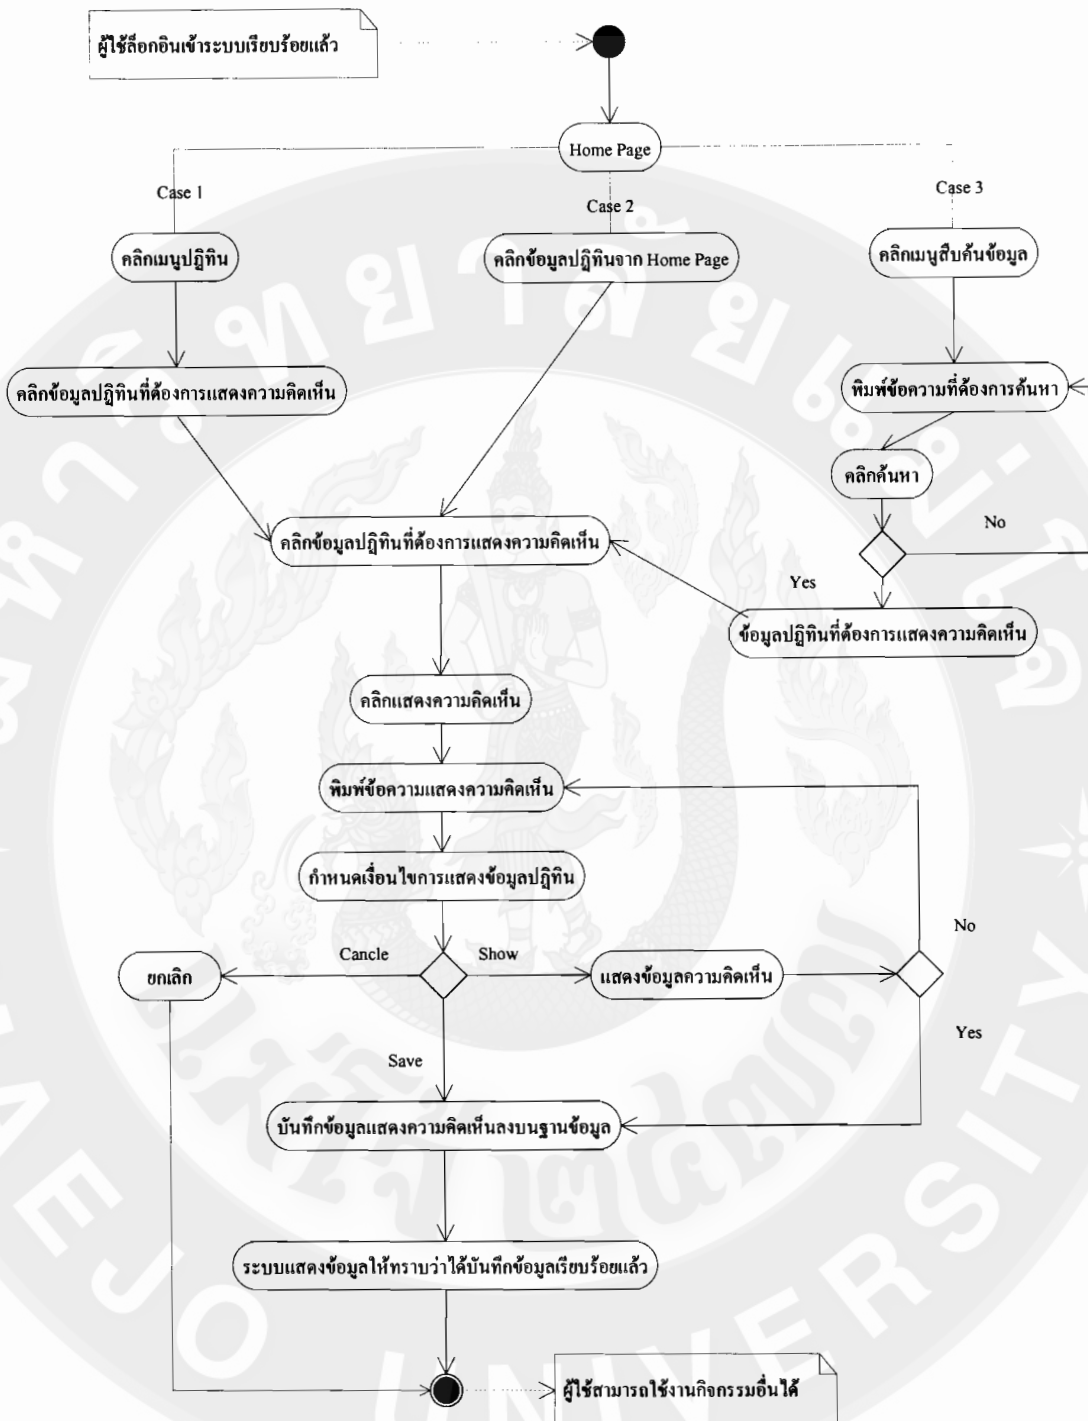 ผู้ใช้ล็อกอินเข้าระบบเรียบร้อยแล้ว
Home Page
Case 1
Case 2
Case 3
คลิกเมนูปฏิทิน
คลิกข้อมูลปฏิทินจาก Home Page
คลิกเมนูสืบค้นข้อมูล
คลิกข้อมูลปฏิทินที่ต้องการแสดงความคิดเห็น
พิมพ์ข้อความที่ต้องการค้นหา
คลิกค้นหา
No
คลิกข้อมูลปฏิทินที่ต้องการแสดงความคิดเห็น
Yes
ข้อมูลปฏิทินที่ต้องการแสดงความคิดเห็น
คลิกแสดงความคิดเห็น
พิมพ์ข้อความแสดงความคิดเห็น
กำหนดเงื่อนไขการแสดงข้อมูลปฏิทิน
No
Cancle
Show
ยกเลิก
แสดงข้อมูลความคิดเห็น
Yes
Save
บันทึกข้อมูลแสดงความคิดเห็นลงบนฐานข้อมูล
ระบบแสดงข้อมูลให้ทราบว่าได้บันทึกข้อมูลเรียบร้อยแล้ว
ผู้ใช้สามารถใช้งานกิจกรรมอื่นได้
มหาวิทยาลัยแม่โจ้
MAEJO UNIVERSITY